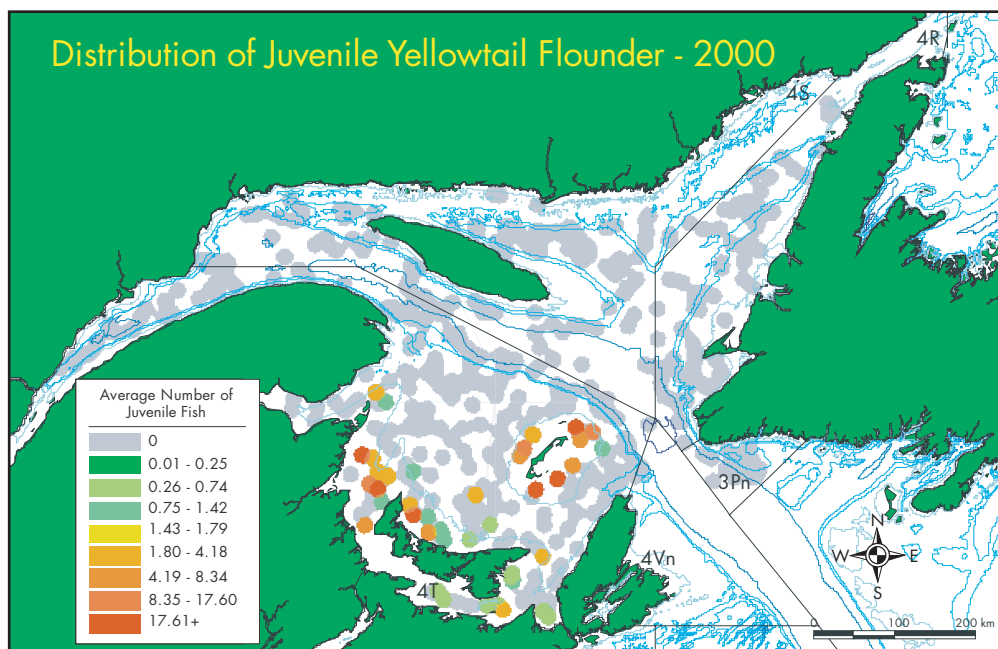 Distribution of Juvenile Yellowtail Flounder - 2000
4R
4S
Average Number of
Juvenile Fish
0
0.01 - 0.25
0.26 - 0.74
0.75 - 1.42
1.43 - 1.79
1.80 - 4.18
4.19 - 8.34
8.35 - 17.60
17.61+
3Pn
4Vn
4T
N
W E
S
0 100 200 km